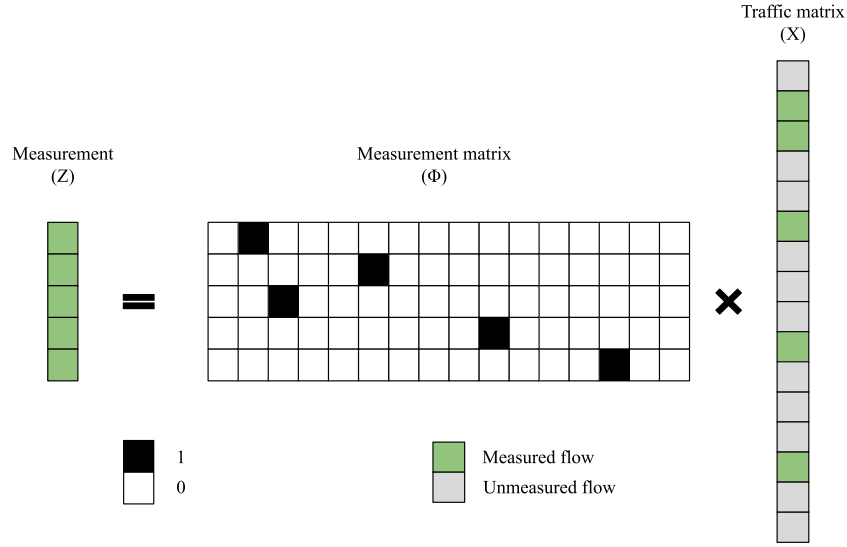 Traffic matrix
(X)
Measurement
(Z)
Measurement matrix
(Φ)
1
0
Measured flow
Unmeasured flow